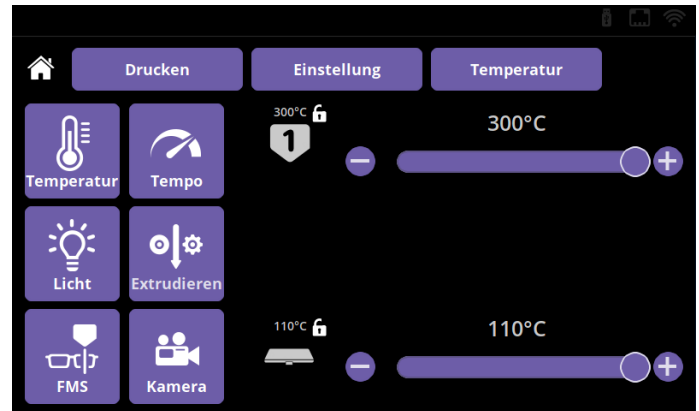 Drucken
Einstellung
Temperatur
Temperatur
Tempo
300°C
1
300°C
Licht
Extrudieren
FMS
Kamera
110°C
110°C